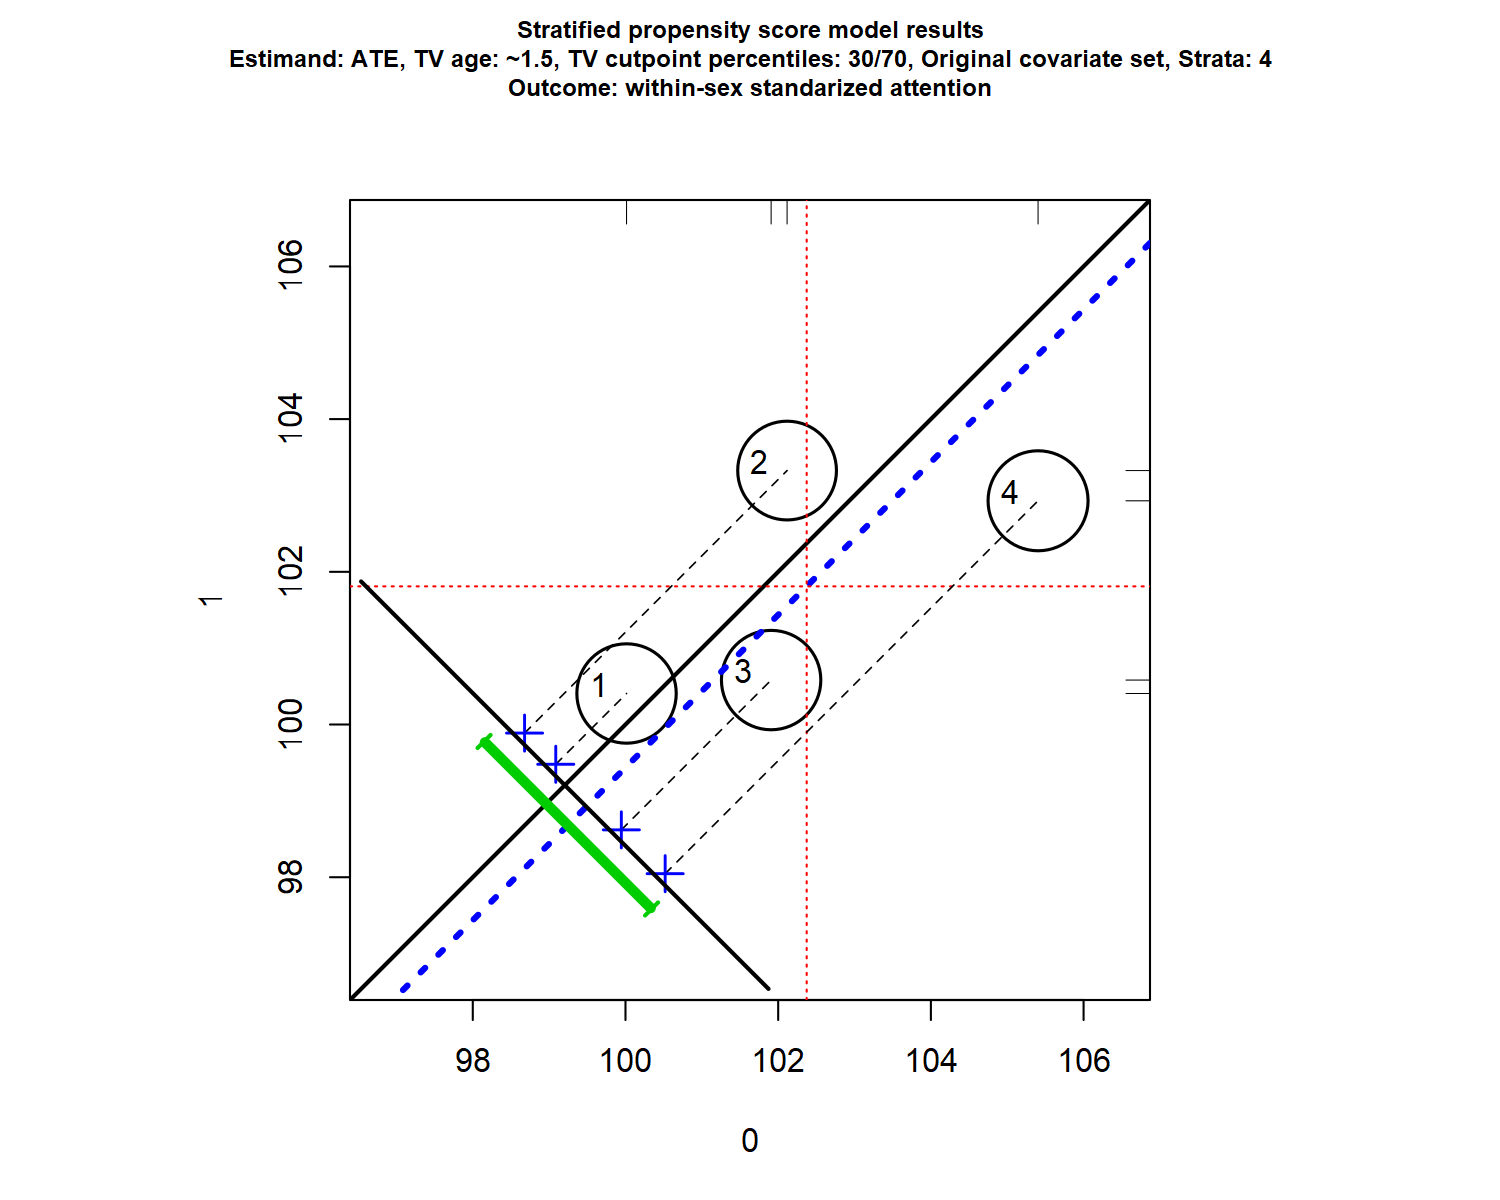 Stratified propensity score model results
Estimand: ATE, TV age: ~1.5, TV cutpoint percentiles: 30/70, Original covariate set, Strata: 4
Outcome: within-sex standarized attention
106
104
102
100
98
1
2
4
1
3
98 100 102 104 106
0